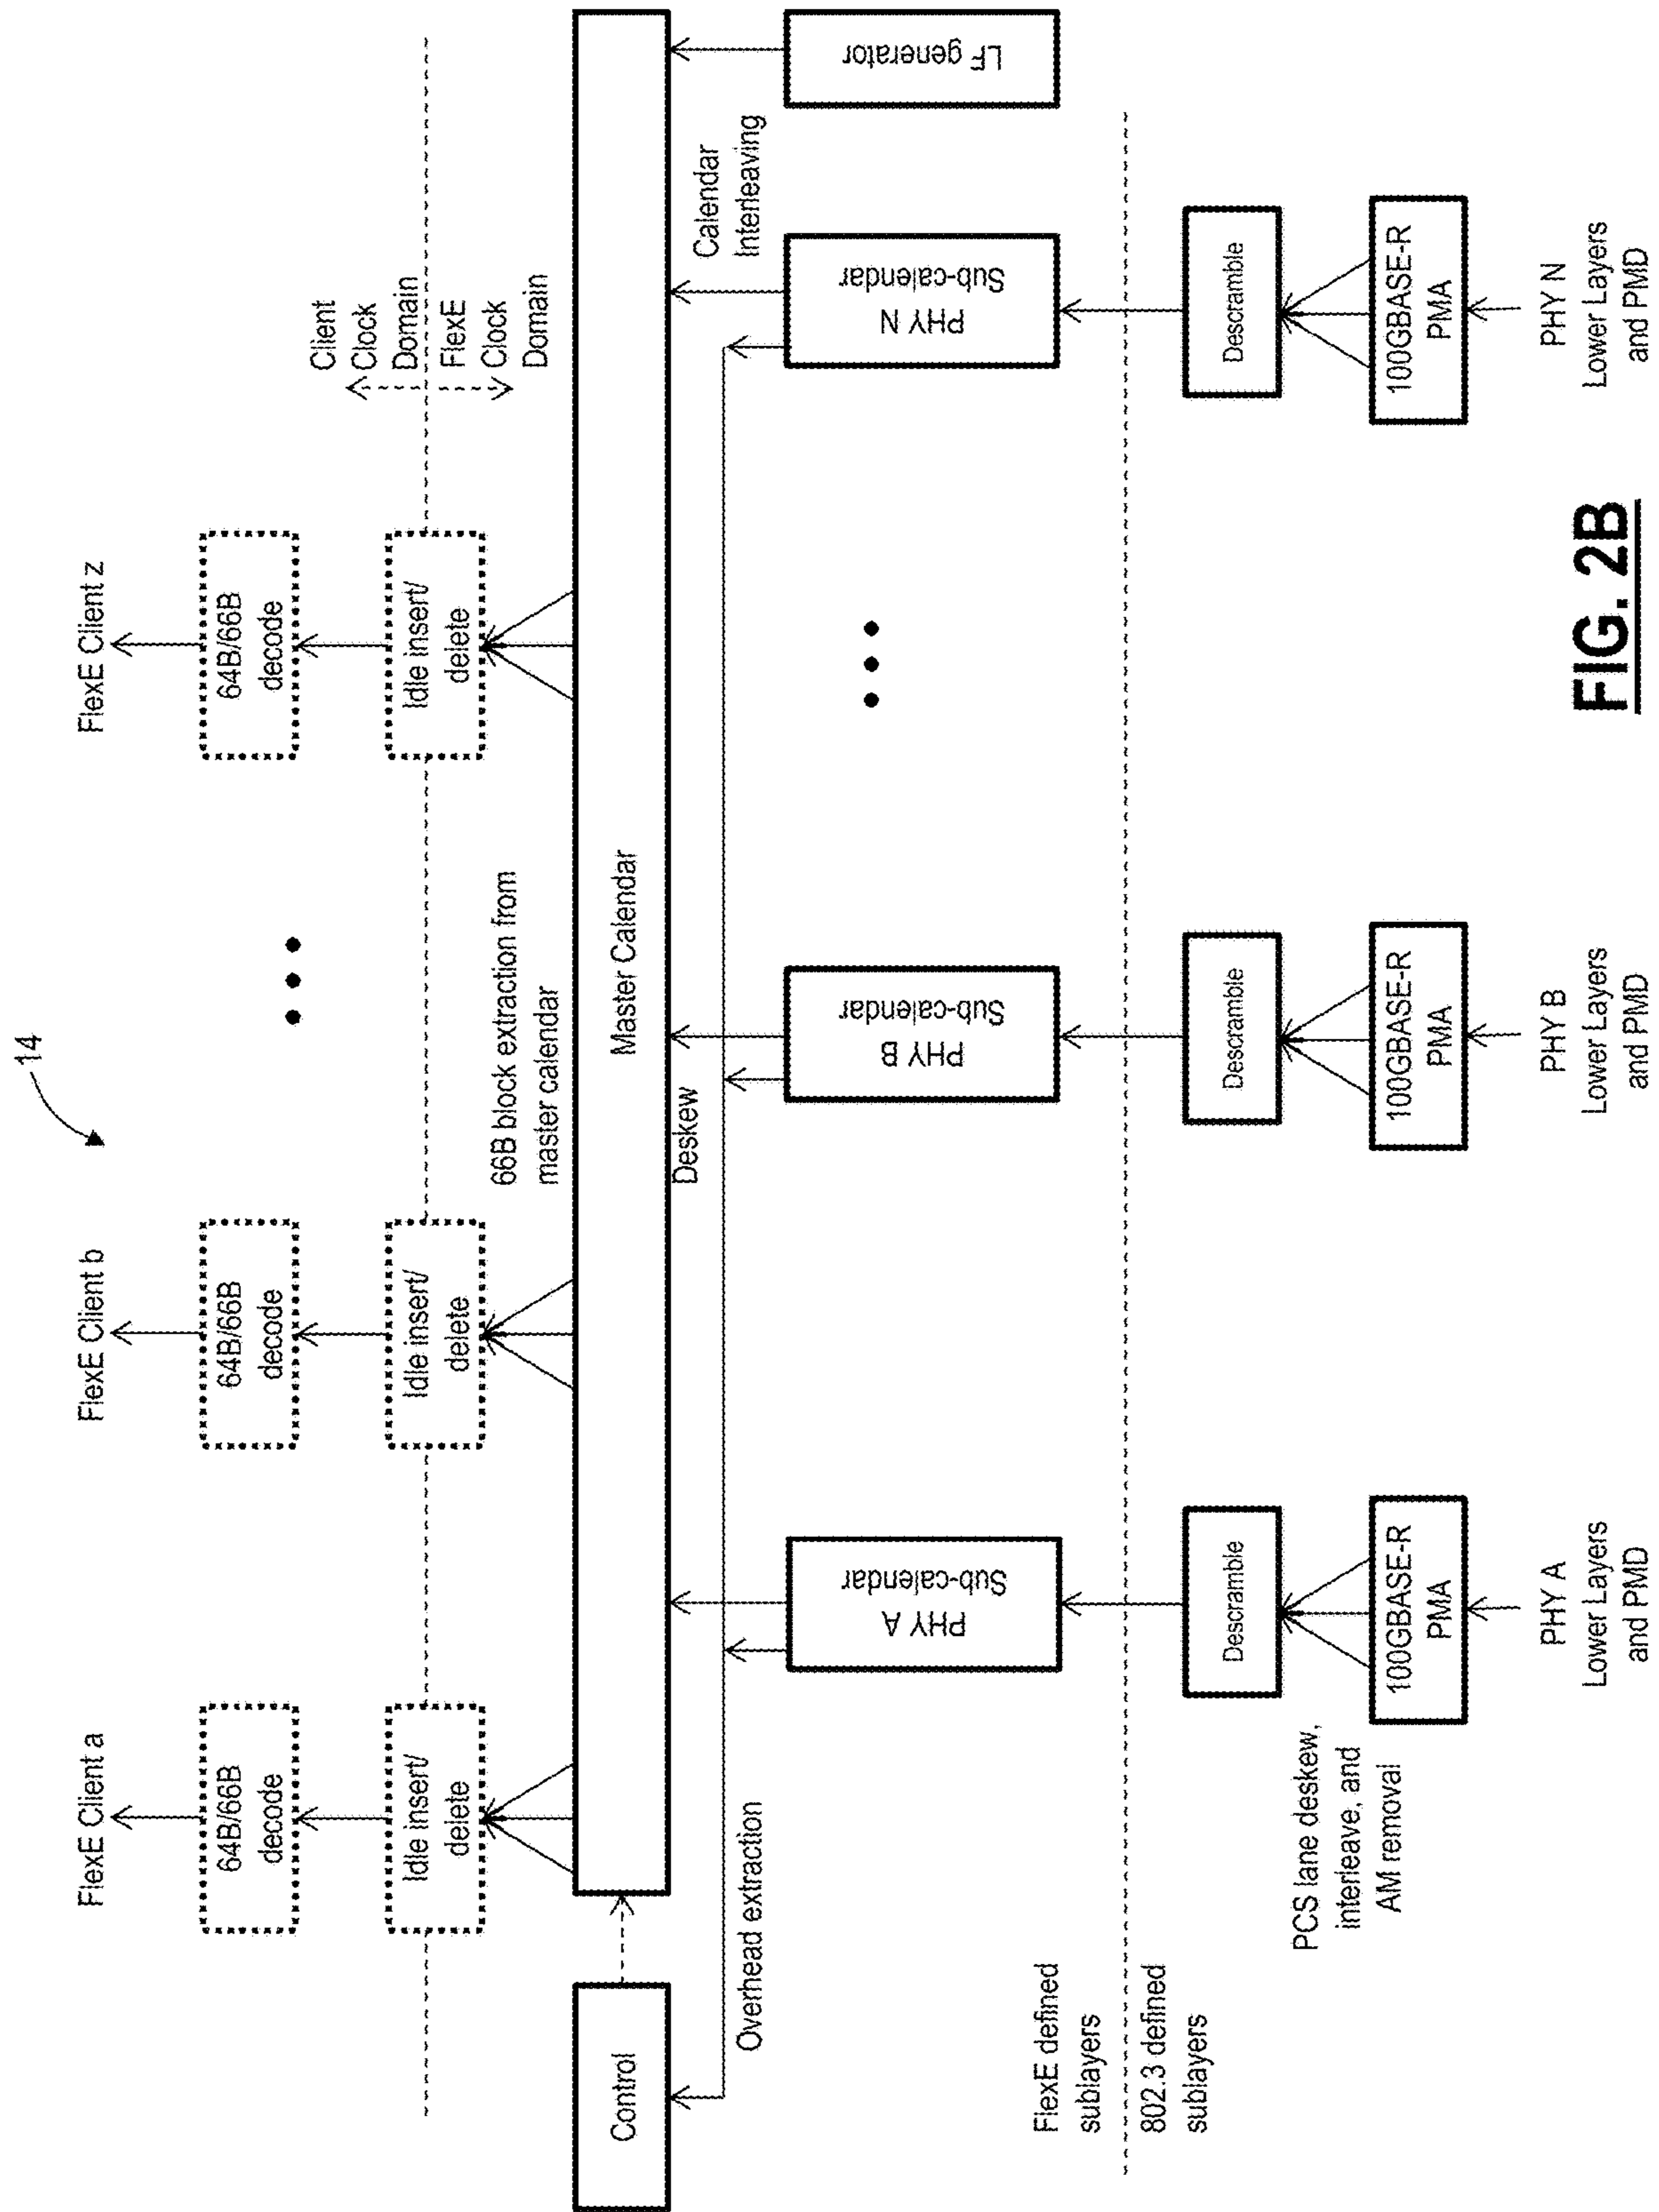 14
FlexE Client a
FlexE Client b
FlexE Client z
64B/66B
decode
64B/66B
decode
64B/66B
decode
Client
Clock
Domain
Idle insert/
delete
Idle insert/
delete
Idle insert/
delete
FlexE
Clock
Domain
66B block extraction from
master calendar
Control
Master Calendar
Deskew
Calendar
Interleaving
Overhead extraction
PHY A
Sub-calendar
PHY B
Sub-calendar
PHY N
Sub-calendar
LF generator
FlexE defined
sublayers
802.3 defined
sublayers
Descramble
Descramble
Descramble
PCS lane deskew,
interleave, and
AM removal
100GBASE-R
PMA
100GBASE-R
PMA
100GBASE-R
PMA
PHY A
Lower Layers
and PMD
PHY B
Lower Layers
and PMD
PHY N
Lower Layers
and PMD
FIG. 2B